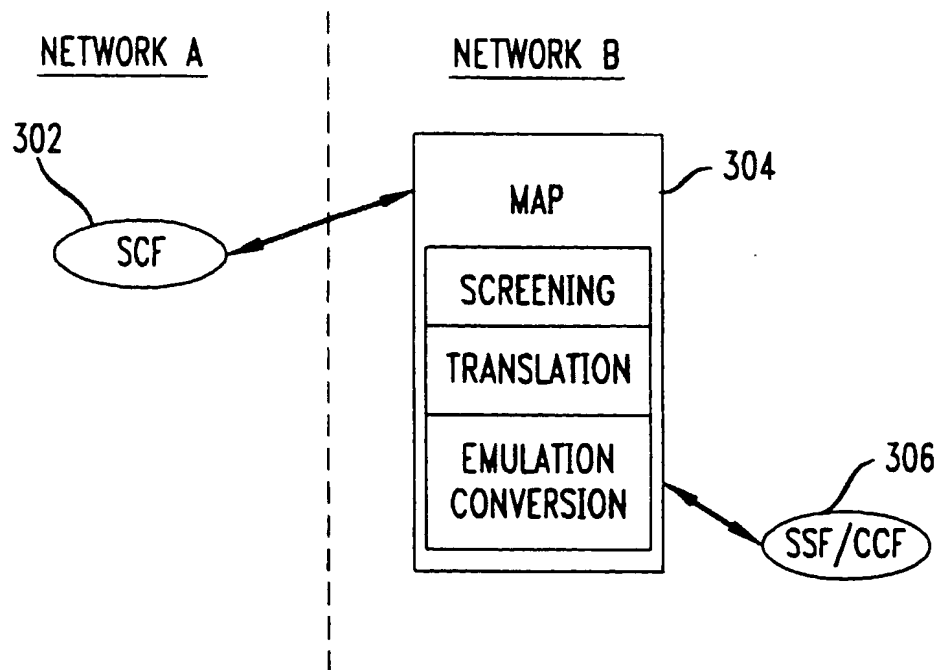 NETWORK A
NETWORK B
302
304
MAP
SCF
SCREENING
TRANSLATION
EMULATION
CONVERSION
306
SSF/CCF